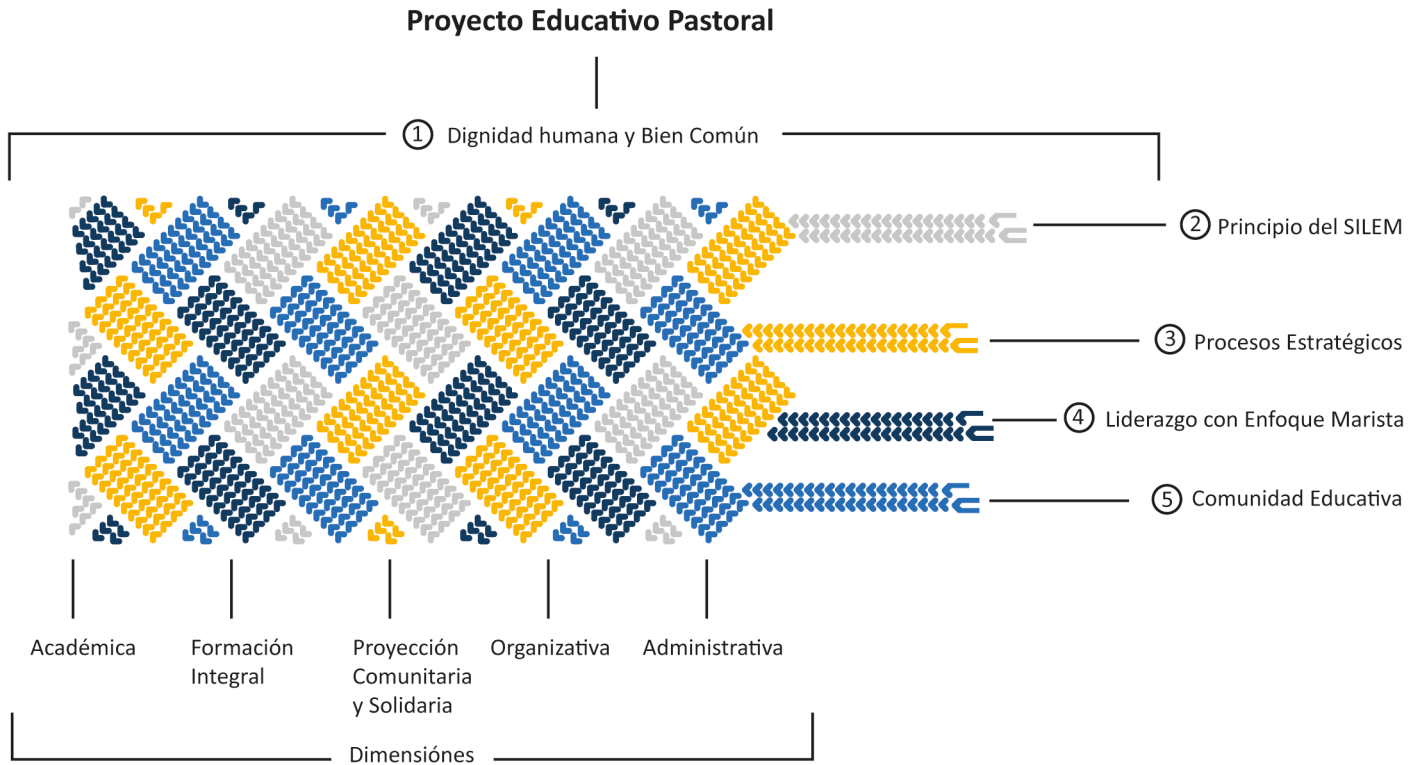 Proyecto Educativo Pastoral
1 Dignidad humana y Bien Común
2 Principio del SILEM
3 Procesos Estratégicos
4 Liderazgo con Enfoque Marista
5 Comunidad Educativa
Académica
Formación
Integral
Proyección
Comunitaria
y Solidaria
Organizativa
Administrativa
Dimensiónes